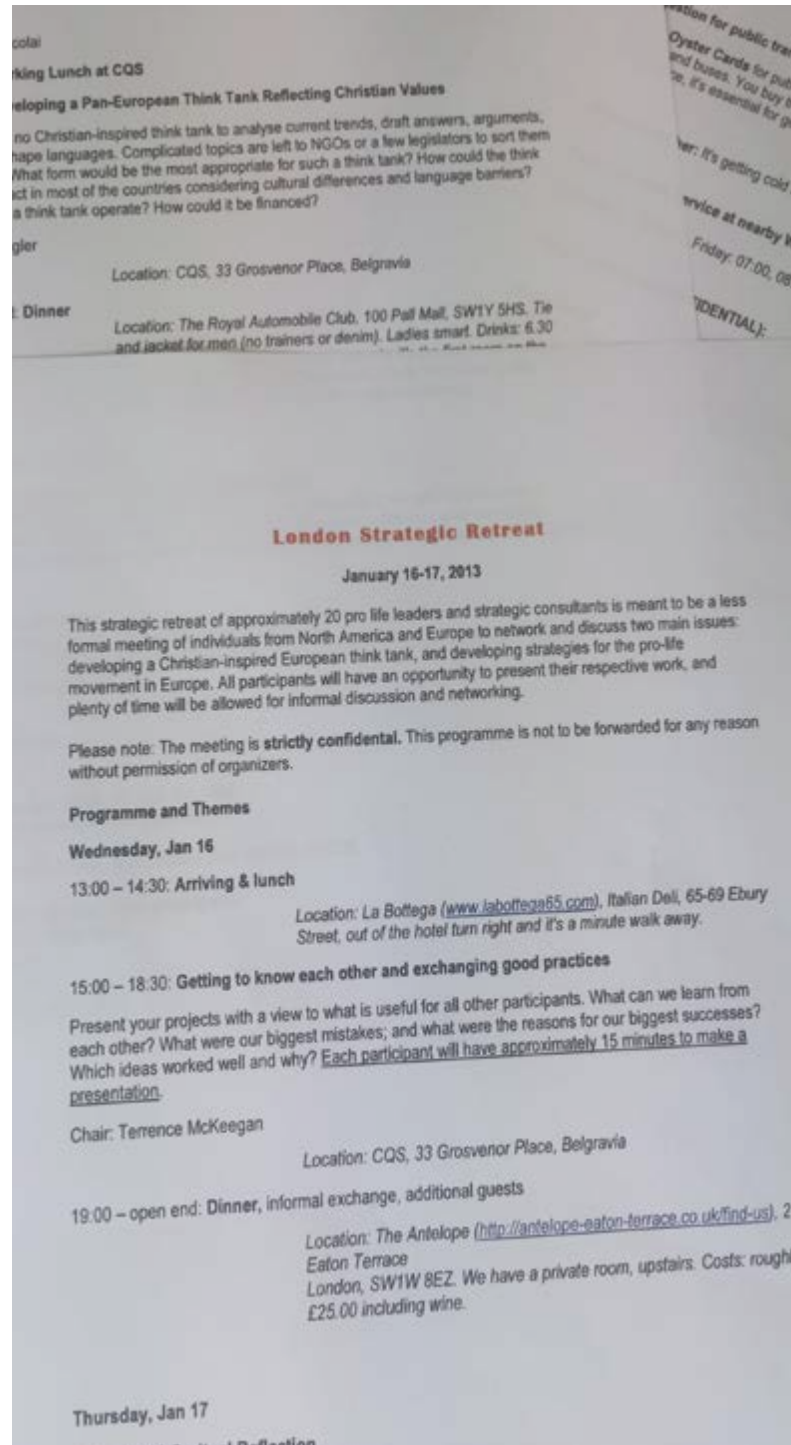 colai
king Lunch at CQS
eloping a Pan-European Think Tank Reflecting Christian Values
no Christian-inspired think tank to analyse current trends, draft answers, arguments,
hape languages. Complicated topics are left to NGOs or a few legislators to sort them
What form would be the most appropriate for such a think tank? How could the think
ct in most of the countries considering cultural differences and language barriers?
a think tank operate? How could it be financed?
gler
Location: CQS, 33 Grosvenor Place, Belgravia
: Dinner
Location: The Royal Automobile Club, 100 Pall Mall, SW1Y 5HS. Tie
and jacket for men (no trainers or denim). Ladies smart. Drinks: 6.30
stion for public tra
Oyster Cards for pub
and buses. You buy
ce, it's essential for g
her: It's getting cold
ervice at nearby W
Friday: 07:00, 08
IDENTIAL):
London Strategic Retreat
January 16-17, 2013
This strategic retreat of approximately 20 pro life leaders and strategic consultants is meant to be a less
formal meeting of individuals from North America and Europe to network and discuss two main issues:
developing a Christian-inspired European think tank, and developing strategies for the pro-life
movement in Europe. All participants will have an opportunity to present their respective work, and
plenty of time will be allowed for informal discussion and networking.
Please note: The meeting is strictly confidental. This programme is not to be forwarded for any reason
without permission of organizers.
Programme and Themes
Wednesday, Jan 16
13:00 – 14:30: Arriving & lunch
Location: La Bottega (www.labottega65.com), Italian Deli, 65-69 Ebury
Street, out of the hotel turn right and it's a minute walk away.
15:00 – 18:30: Getting to know each other and exchanging good practices
Present your projects with a view to what is useful for all other participants. What can we learn from
each other? What were our biggest mistakes; and what were the reasons for our biggest successes?
Which ideas worked well and why? Each participant will have approximately 15 minutes to make a
presentation.
Chair: Terrence McKeegan
Location: CQS, 33 Grosvenor Place, Belgravia
19:00 – open end: Dinner, informal exchange, additional guests
Location: The Antelope (http://antelope-eaton-terrace.co.uk/find-us), 2
Eaton Terrace
London, SW1W 8EZ. We have a private room, upstairs. Costs: roughl
£25.00 including wine.
Thursday, Jan 17
Reflection